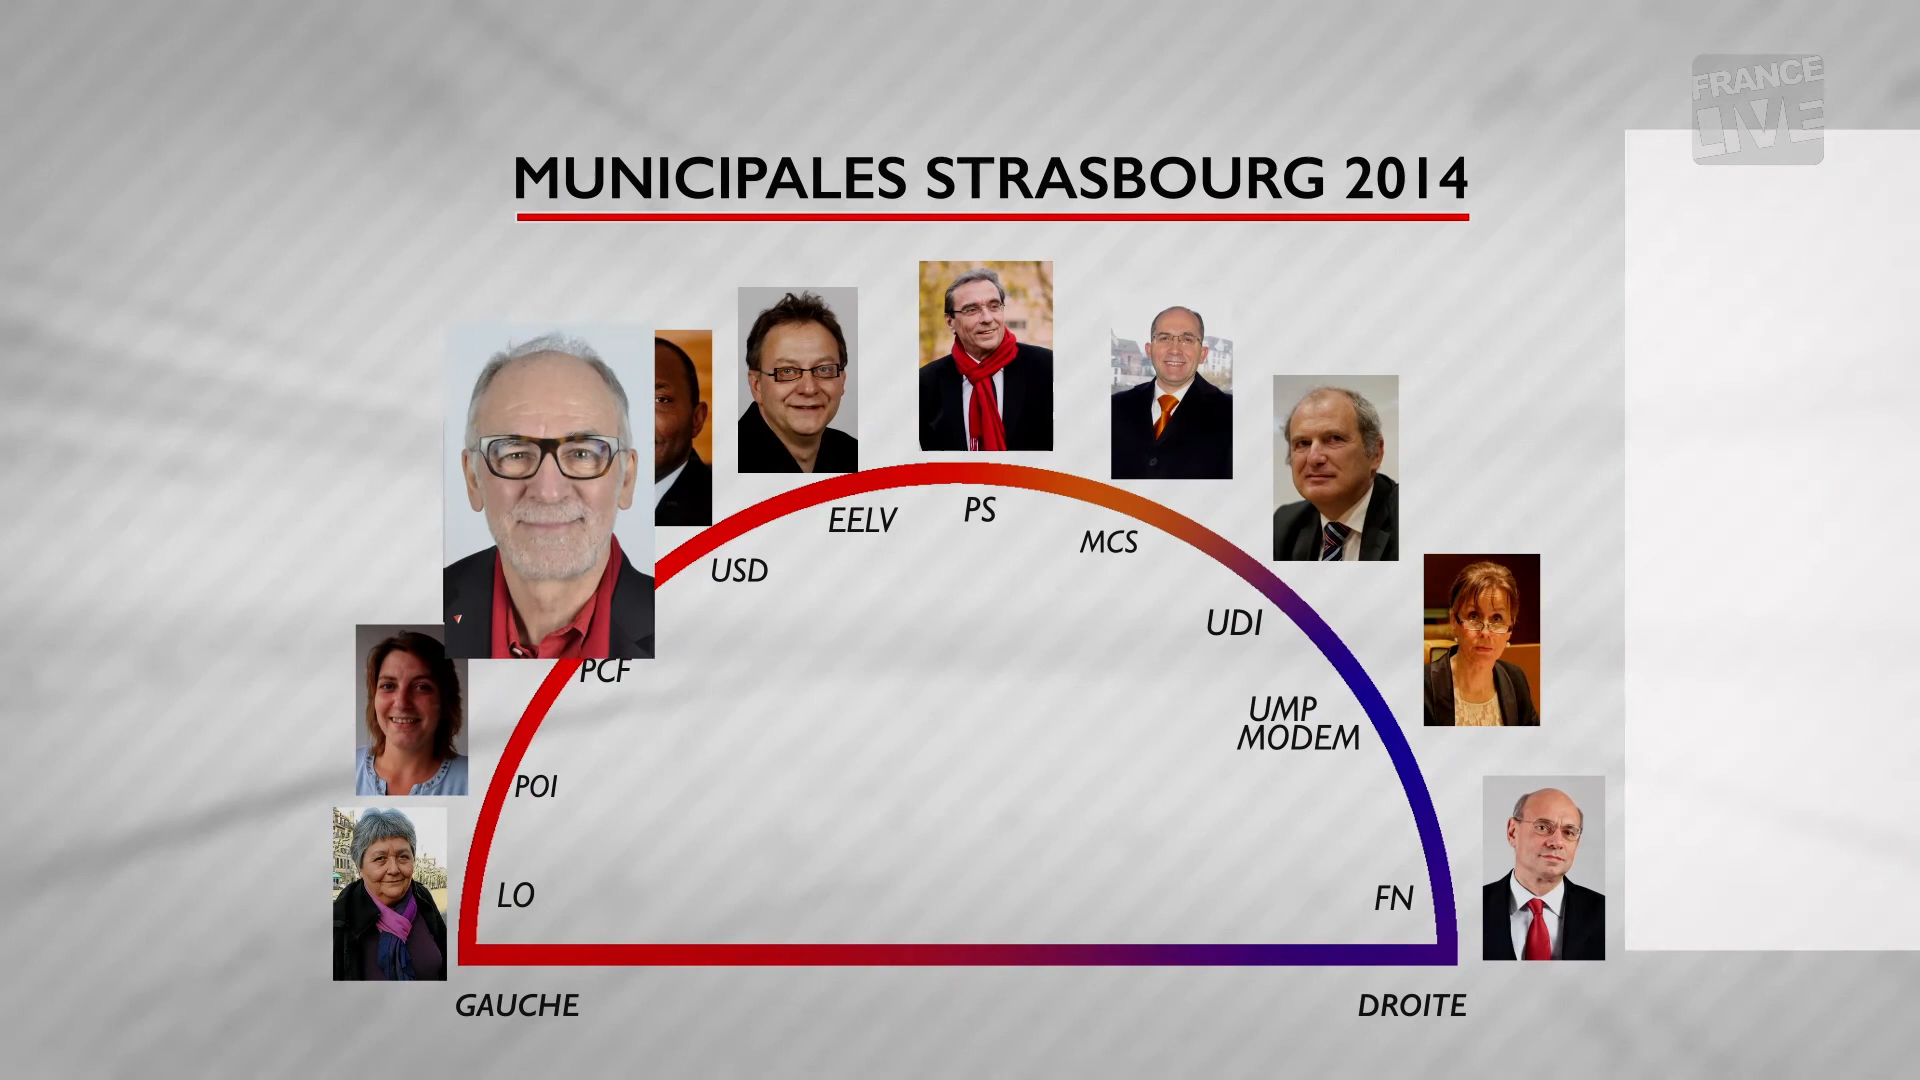 FRANCE
LIVE
MUNICIPALES STRASBOURG 2014
PS
EELV
MCS
USD
UDI
PCF
UMP
MODEM
POI
LO
FN
GAUCHE
DROITE